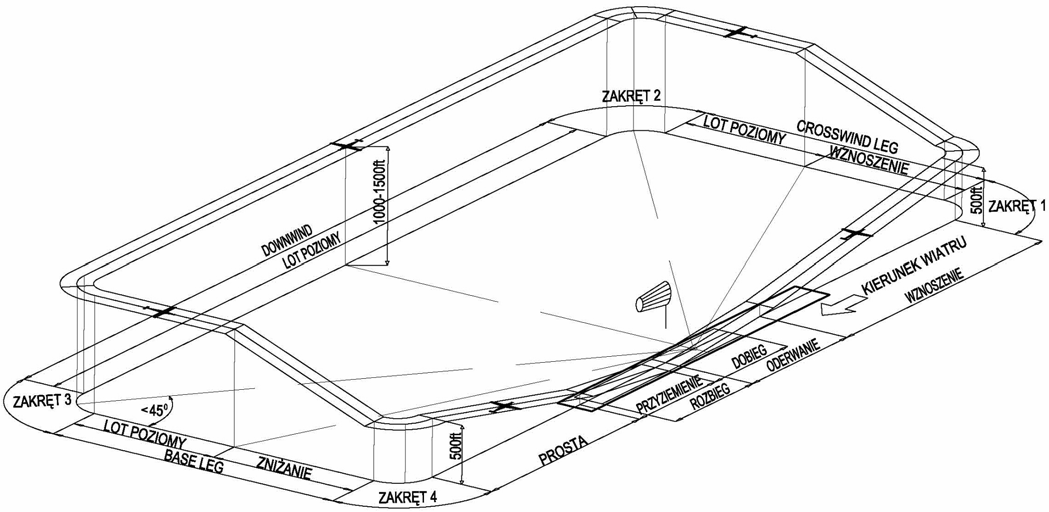 ZAKRĘT 2
LOT POZIOMY
CROSSWIND LEG
WZNOSZENIE
500ft
ZAKRĘT 1
1000-1500ft
DOWNWIND
LOT POZIOMY
KIERUNEK WIATRU
WZNOSZENIE
ODERWANIE
DOBIEG
PRZYZIEMIENIE
ROZBIEG
PROSTA
ZAKRĘT 3
<45⁰
LOT POZIOMY
BASE LEG
ZNIŻANIE
500ft
ZAKRĘT 4